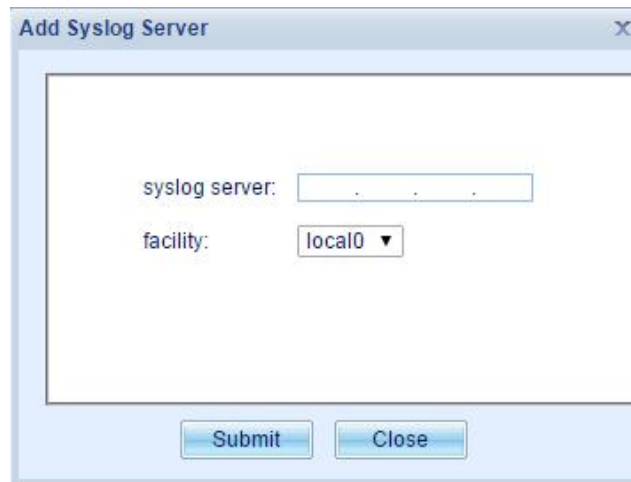 Add Syslog Server X
syslog server: . . .
facility: local0 ▼
Submit Close